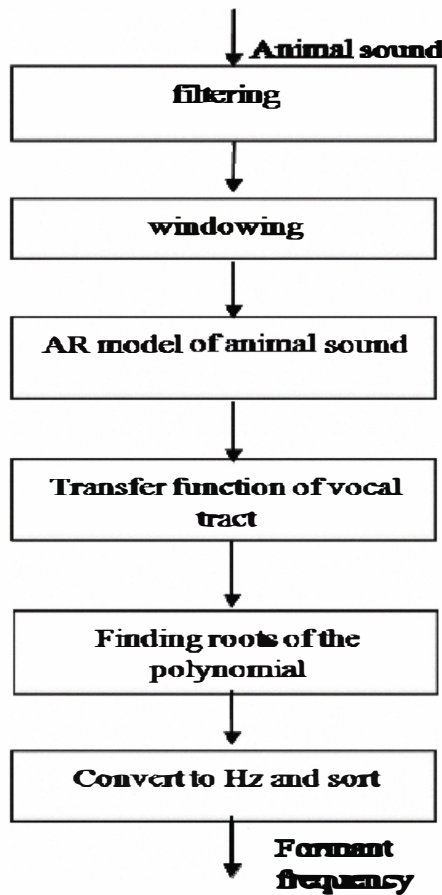 Animal sound
filtering
windowing
AR model of animal sound
Transfer function of vocal
tract
Finding roots of the
polynomial
Convert to Hz and sort
Formant
frequency